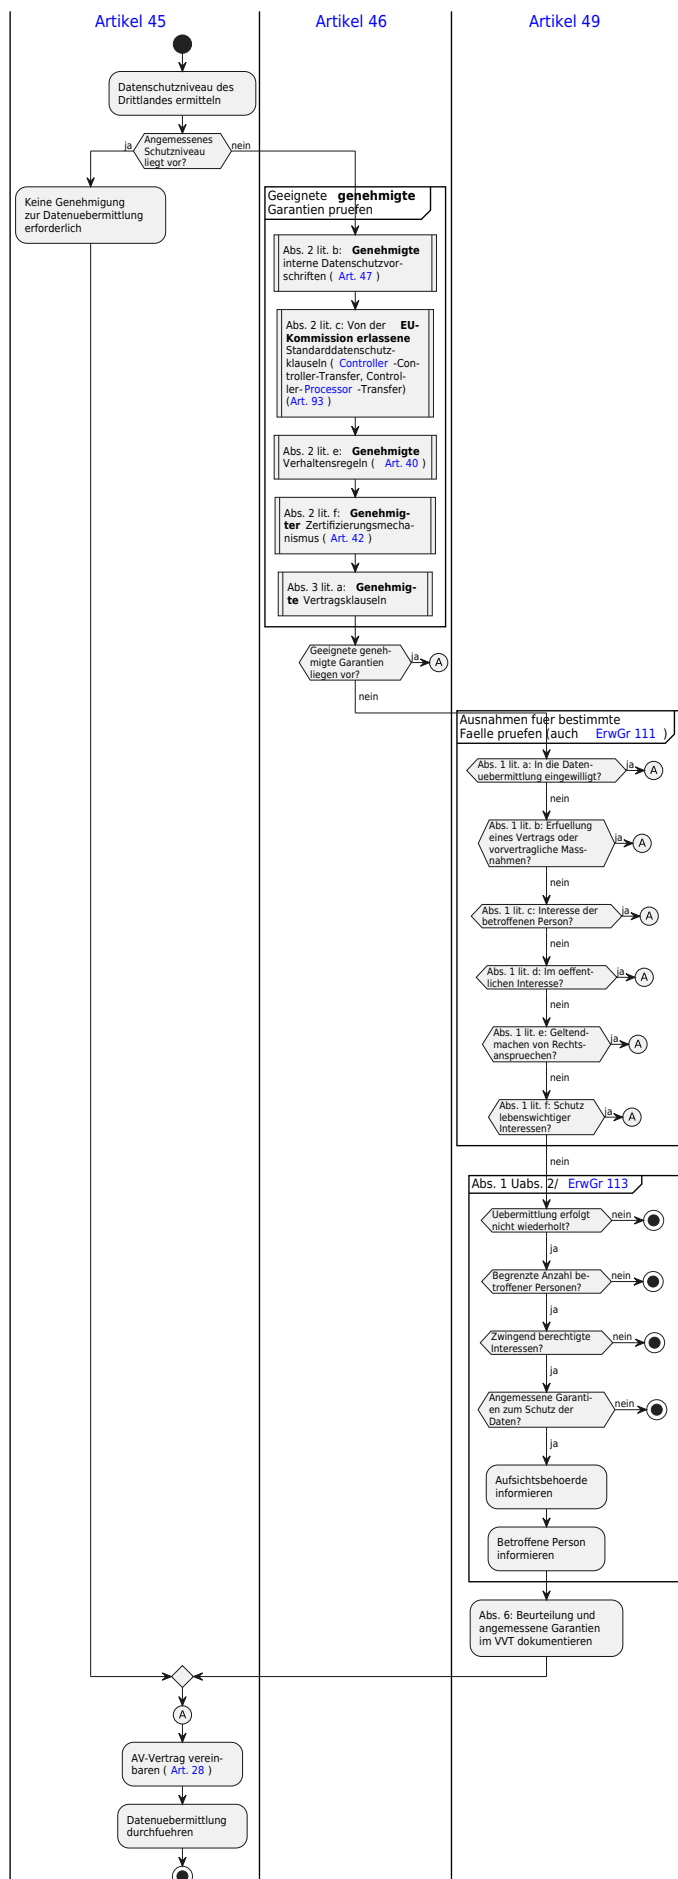 Artikel 45
Artikel 46
Artikel 49
Datenschutzniveau des
Drittlandes ermitteln
Angemessenes
Schutzniveau
liegt vor?
ja
nein
Keine Genehmigung
zur Datenuebermittlung
erforderlich
Geeignete genehmigte
Garantien pruefen
Abs. 2 lit. b: Genehmigte
interne Datenschutzvor-
schriften ( Art. 47 )
Abs. 2 lit. c: Von der EU-
Kommission erlassene
Standarddatenschutz-
klauseln ( Controller -Con-
troller-Transfer, Control-
ler-Processor -Transfer)
(Art. 93 )
Abs. 2 lit. e: Genehmigte
Verhaltensregeln ( Art. 40 )
Abs. 2 lit. f: Genehmig-
ter Zertifizierungsmecha-
nismus ( Art. 42 )
Abs. 3 lit. a: Genehmig-
te Vertragsklauseln
Geeignete geneh-
migte Garantien
liegen vor?
ja
A
nein
Ausnahmen fuer bestimmte
Faelle pruefen (auch ErwGr 111 )
Abs. 1 lit. a: In die Daten-
uebermittlung eingewilligt?
ja
A
nein
Abs. 1 lit. b: Erfuellung
eines Vertrags oder
vorvertragliche Mass-
nahmen?
ja
A
nein
Abs. 1 lit. c: Interesse der
betroffenen Person?
ja
A
nein
Abs. 1 lit. d: Im oeffent-
lichen Interesse?
ja
A
nein
Abs. 1 lit. e: Geltend-
machen von Rechts-
anspruechen?
ja
A
nein
Abs. 1 lit. f: Schutz
lebenswichtiger
Interessen?
ja
A
nein
Abs. 1 Uabs. 2/ ErwGr 113
Uebermittlung erfolgt
nicht wiederholt?
nein
ja
Begrenzte Anzahl be-
troffener Personen?
nein
ja
Zwingend berechtigte
Interessen?
nein
ja
Angemessene Garanti-
en zum Schutz der
Daten?
nein
ja
Aufsichtsbehoerde
informieren
Betroffene Person
informieren
Abs. 6: Beurteilung und
angemessene Garantien
im VVT dokumentieren
A
AV-Vertrag verein-
baren ( Art. 28 )
Datenuebermittlung
durchfuehren